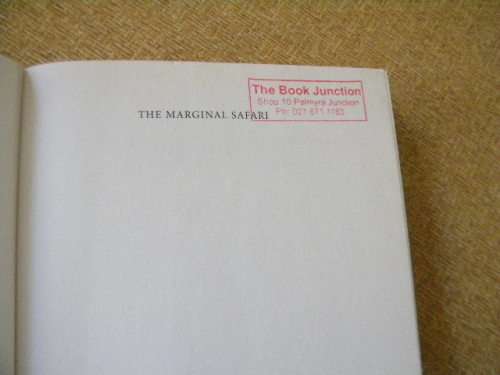 The Book Junction
Shop 10 Palmyra Junction
THE MARGINAL SAFARI
Ph: 021 671 1183